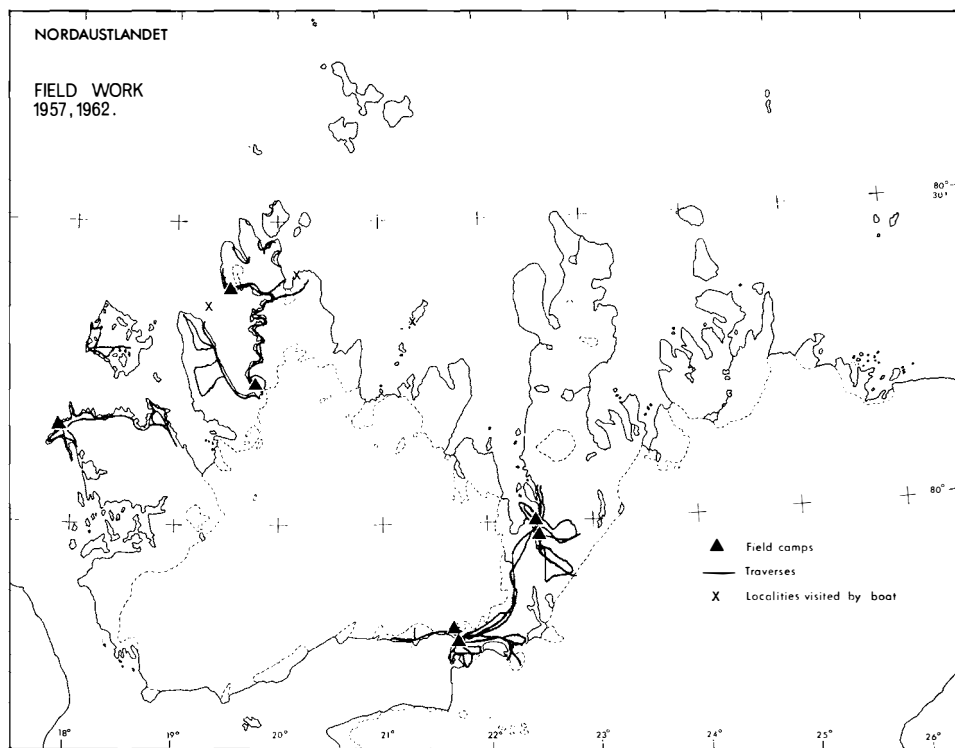 NORDAUSTLANDET
FIELD WORK
1957, 1962.
80°
30'
80°
▲ Field camps
Traverses
X Localities visited by boat
18° 19° 20° 21° 22° 23° 24° 25° 26°